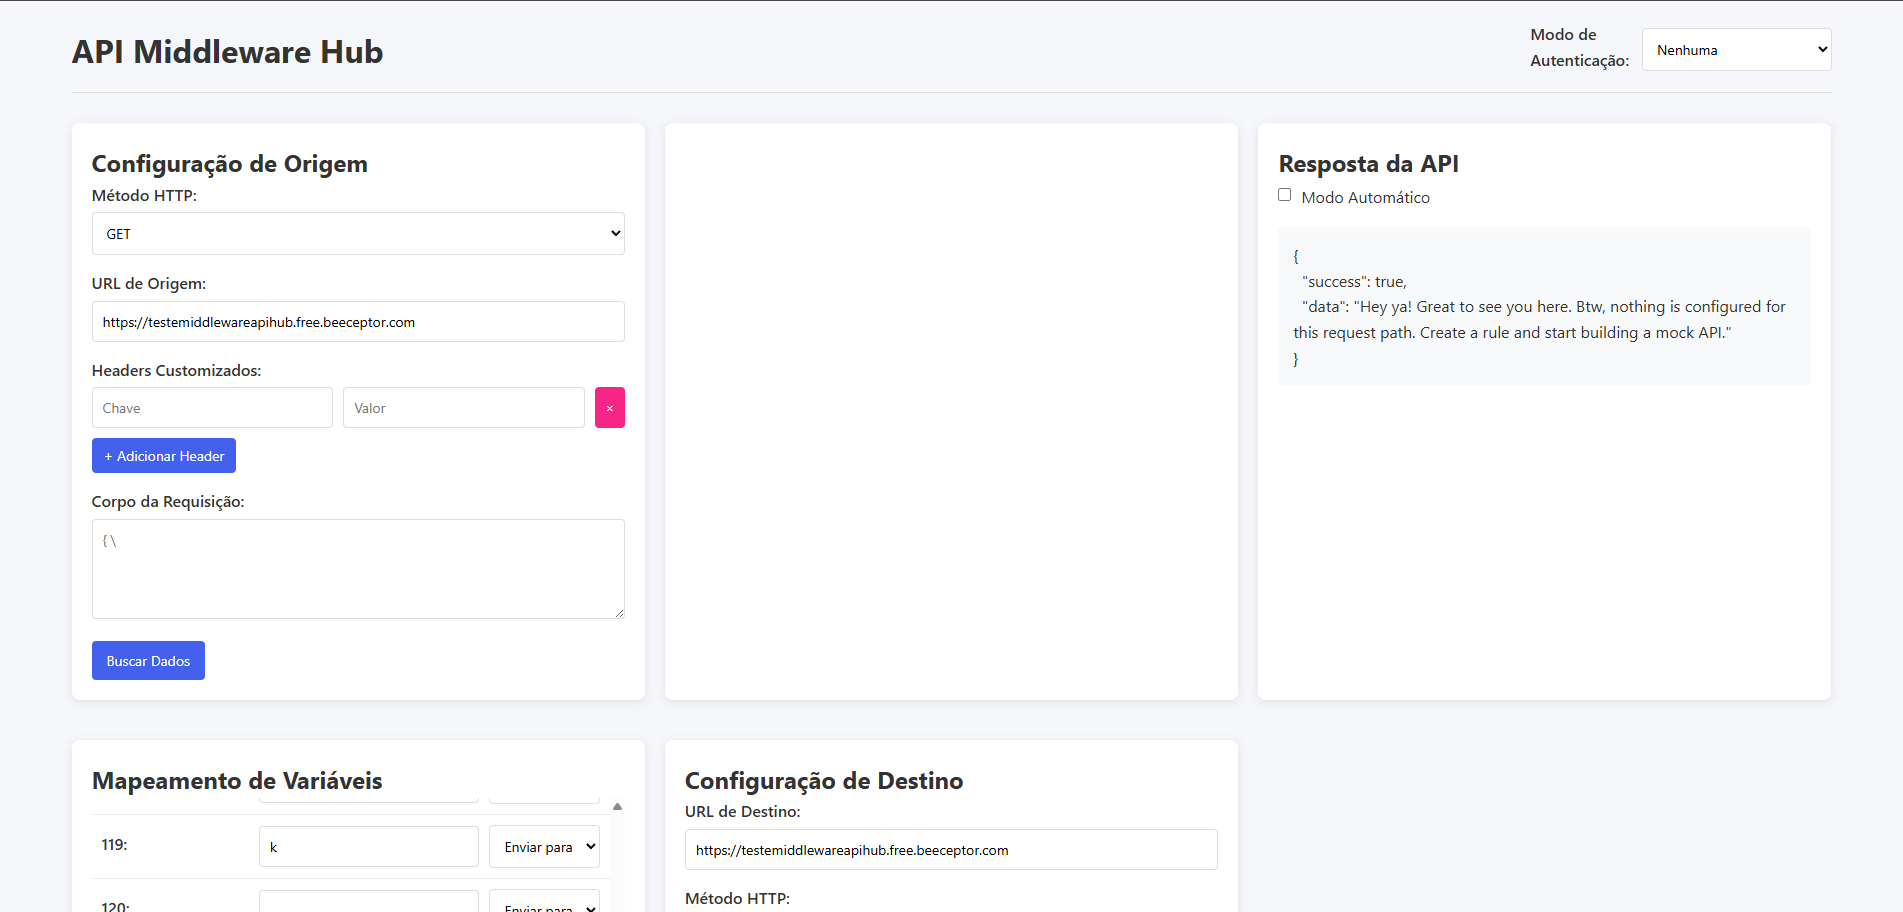 API Middleware Hub
Modo de
Autenticação:
Nenhuma
Configuração de Origem
Método HTTP:
GET
URL de Origem:
https://testemiddlewareapihub.free.beeceptor.com
Headers Customizados:
Chave
Valor
×
+ Adicionar Header
Corpo da Requisição:
{ \
Buscar Dados
Resposta da API
Modo Automático
{
"success": true,
"data": "Hey ya! Great to see you here. Btw, nothing is configured for
this request path. Create a rule and start building a mock API."
}
Mapeamento de Variáveis
119:
k
Enviar para
120:
Enviar para
Configuração de Destino
URL de Destino:
https://testemiddlewareapihub.free.beeceptor.com
Método HTTP: